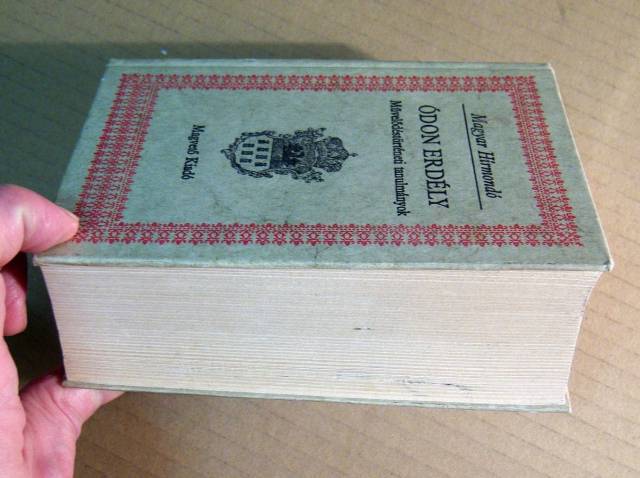 Magyar Hírmondó
ÓDON ERDÉLY
Művelődéstörténeti tanulmányok
Magvető Kiadó